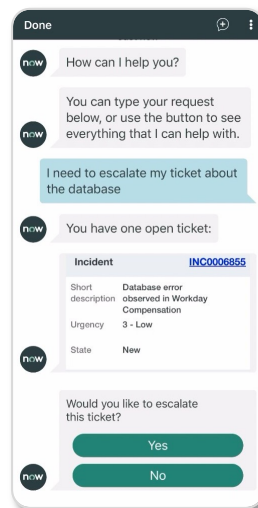 Done
now
How can I help you?
You can type your request
below, or use the button to see
everything that I can help with.
now
I need to escalate my ticket about
the database
now
You have one open ticket:
Incident INC0006855
Short description Database error observed in Workday Compensation
Urgency 3 - Low
State New
now
Would you like to escalate
this ticket?
Yes
No
now